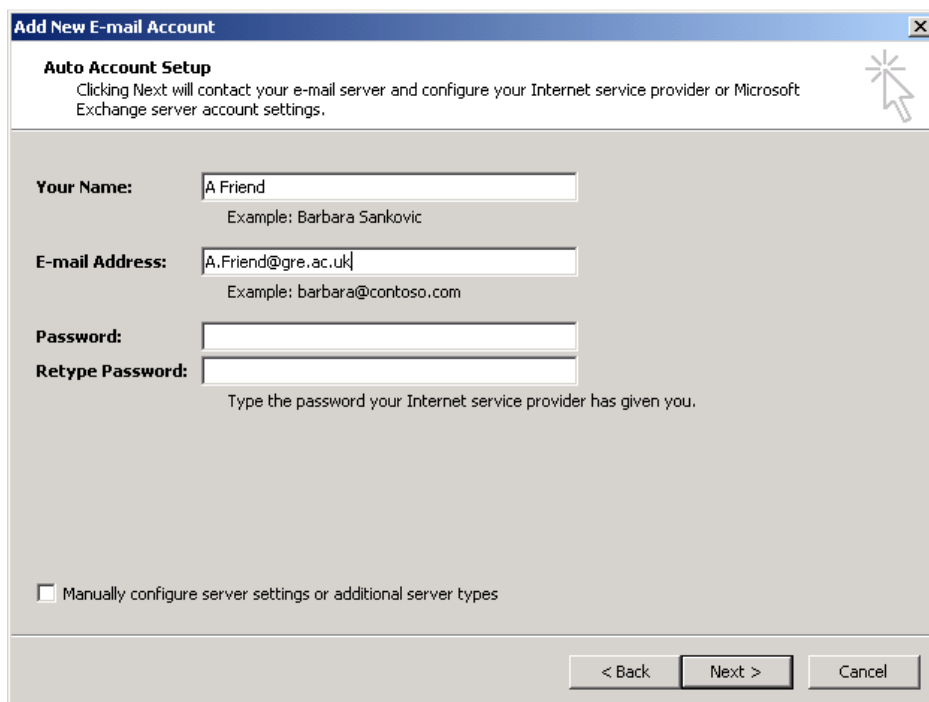 Add New E-mail Account
Auto Account Setup
Clicking Next will contact your e-mail server and configure your Internet service provider or Microsoft
Exchange server account settings.
Your Name: A Friend
Example: Barbara Sankovic
E-mail Address: A.Friend@gre.ac.uk
Example: barbara@contoso.com
Password:
Retype Password:
Type the password your Internet service provider has given you.
Manually configure server settings or additional server types
< Back Next > Cancel